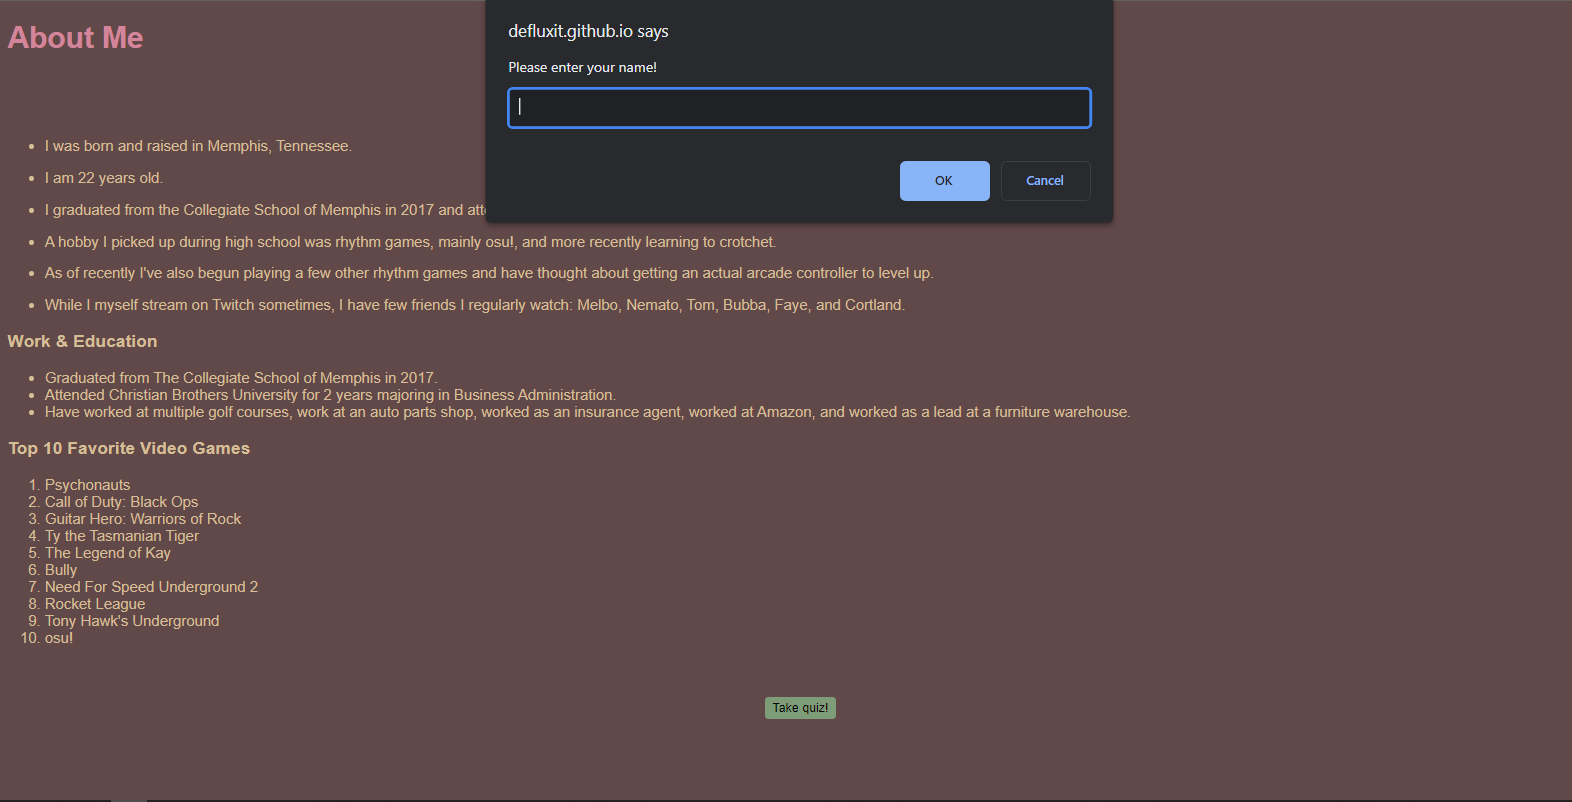 About Me
defluxit.github.io says
Please enter your name!
OK
Cancel
I was born and raised in Memphis, Tennessee.
I am 22 years old.
I graduated from the Collegiate School of Memphis in 2017 and
A hobby I picked up during high school was rhythm games, mainly osu!, and more recently learning to crotchet.
As of recently I've also begun playing a few other rhythm games and have thought about getting an actual arcade controller to level up.
While I myself stream on Twitch sometimes, I have few friends I regularly watch: Melbo, Nemato, Tom, Bubba, Faye, and Cortland.
Work & Education
Graduated from The Collegiate School of Memphis in 2017.
Attended Christian Brothers University for 2 years majoring in Business Administration.
Have worked at multiple golf courses, work at an auto parts shop, worked as an insurance agent, worked at Amazon, and worked as a lead at a furniture warehouse.
Top 10 Favorite Video Games
1. Psychonauts
2. Call of Duty: Black Ops
3. Guitar Hero: Warriors of Rock
4. Ty the Tasmanian Tiger
5. The Legend of Kay
6. Bully
7. Need For Speed Underground 2
8. Rocket League
9. Tony Hawk's Underground
10. osu!
Take quiz!